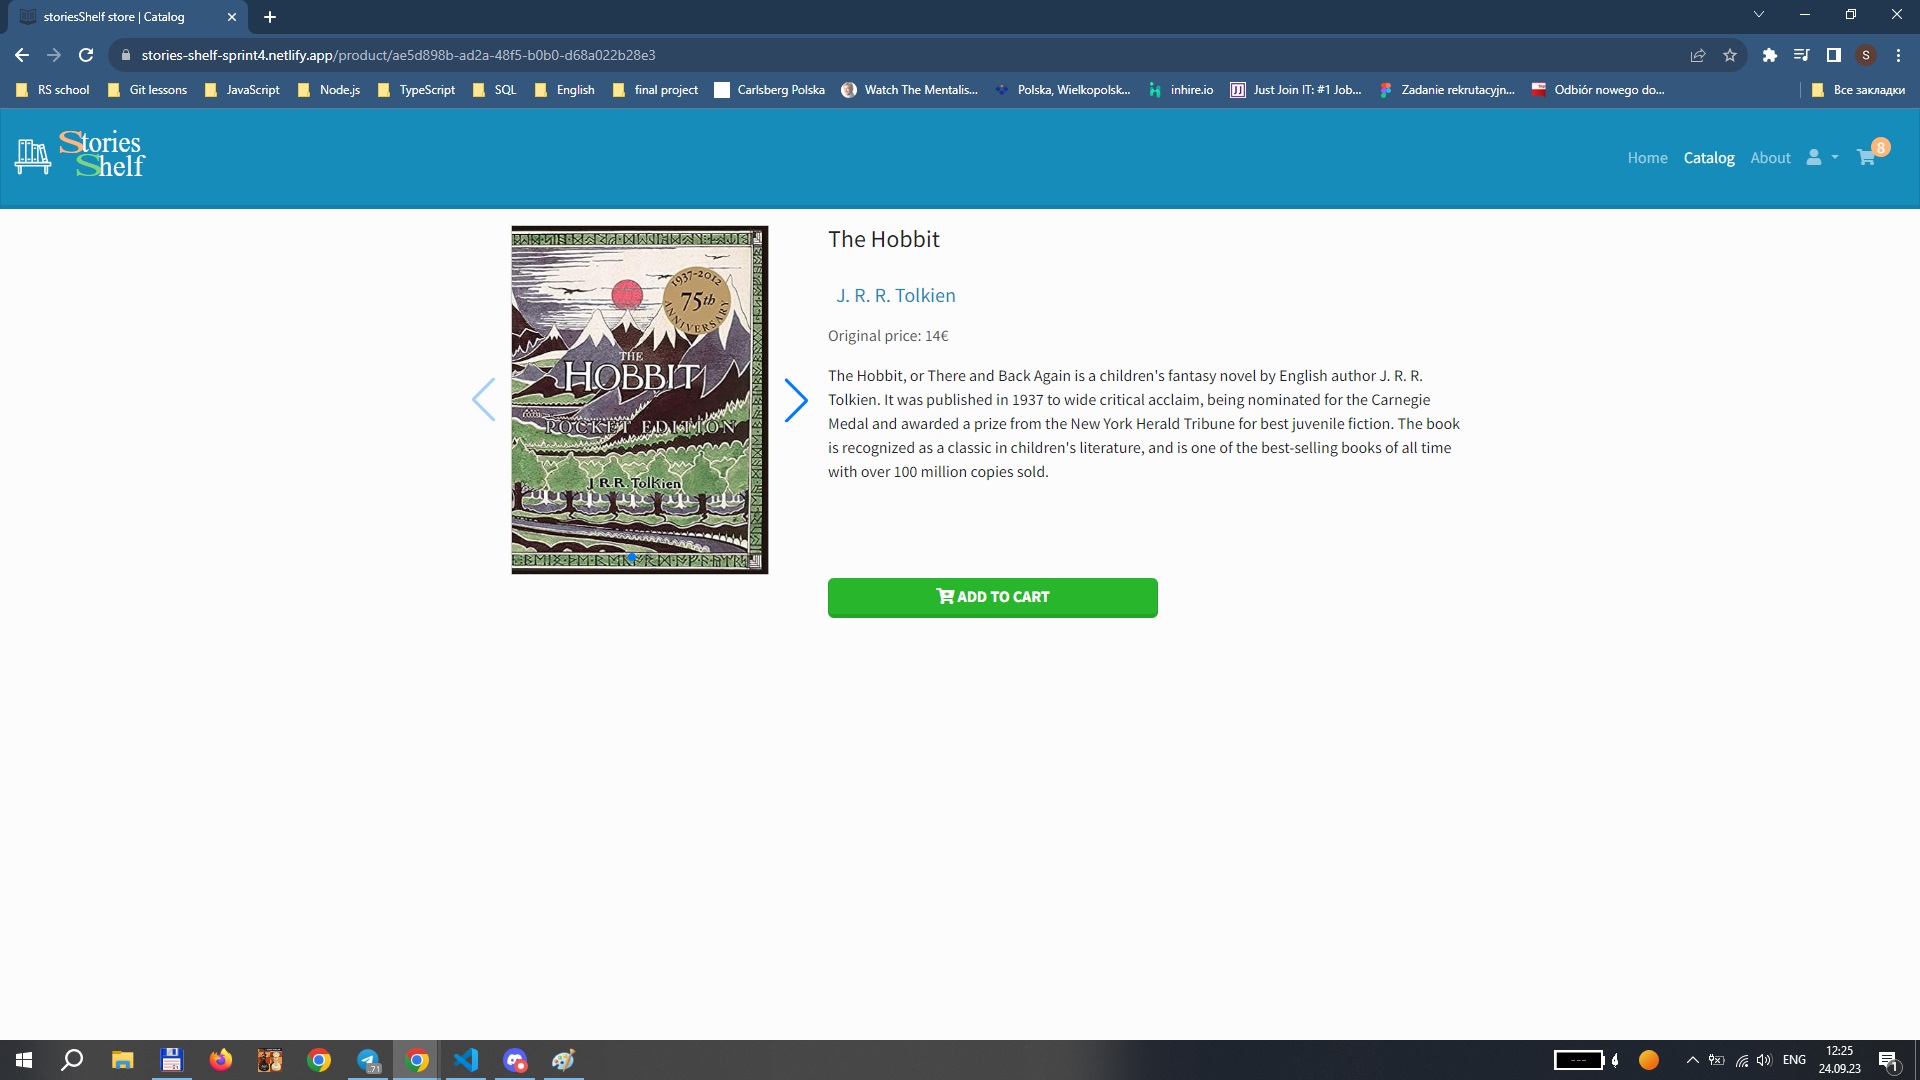 storiesShelf store | Catalog
stories-shelf-sprint4.netlify.app/product/ae5d898b-ad2a-48f5-b0b0-d68a022b28e3
S
RS school
Git lessons
JavaScript
Node.js
TypeScript
SQL
English
final project
Carlsberg Polska
Watch The Mentalis...
Polska, Wielkopolsk...
inhire.io
Just Join IT: #1 Job...
Zadanie rekrutacyjn...
Odbiór nowego do...
Все закладки
Stories
Shelf
Home
Catalog
About
8
1937-2012
75th
ANNIVERSARY
THE
HOBBIT
POCKET EDITION
J.R.R. Tolkien
The Hobbit
J. R. R. Tolkien
Original price: 14€
The Hobbit, or There and Back Again is a children's fantasy novel by English author J. R. R.
Tolkien. It was published in 1937 to wide critical acclaim, being nominated for the Carnegie
Medal and awarded a prize from the New York Herald Tribune for best juvenile fiction. The book
is recognized as a classic in children's literature, and is one of the best-selling books of all time
with over 100 million copies sold.
ADD TO CART
71
---
ENG
12:25
24.09.23
1